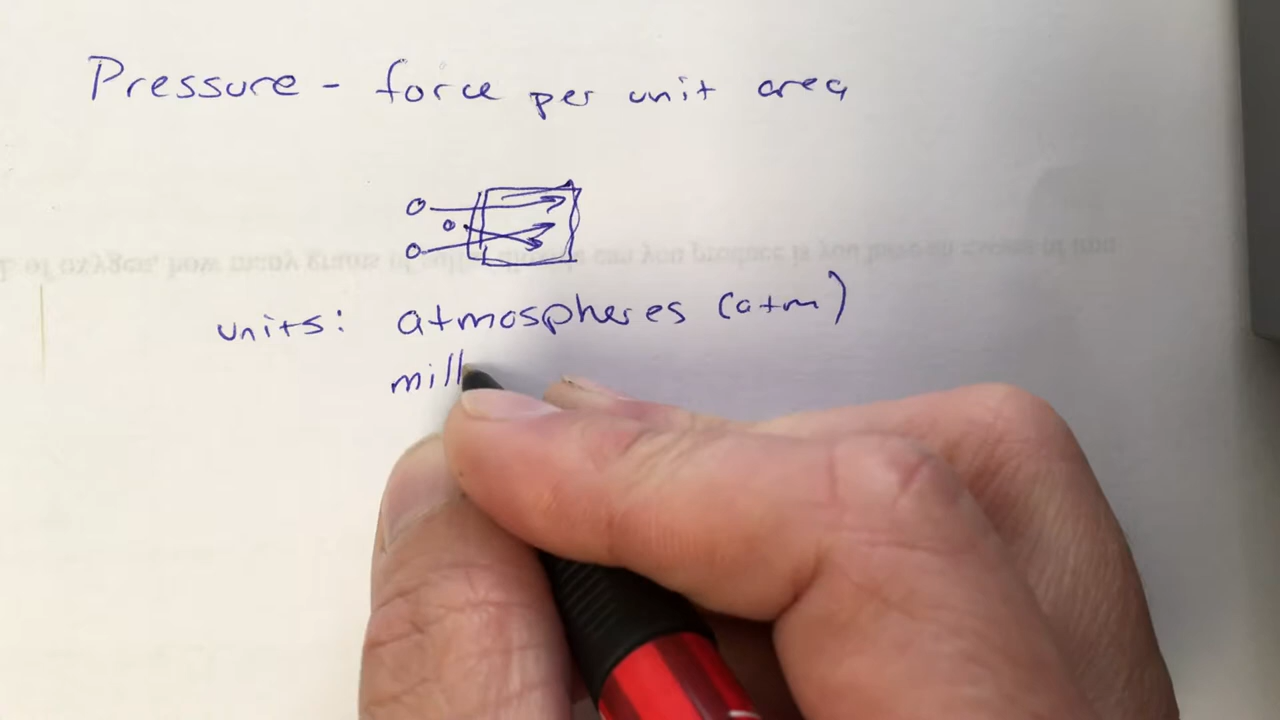 Pressure - force per unit area
units: atmospheres (atm)
mill